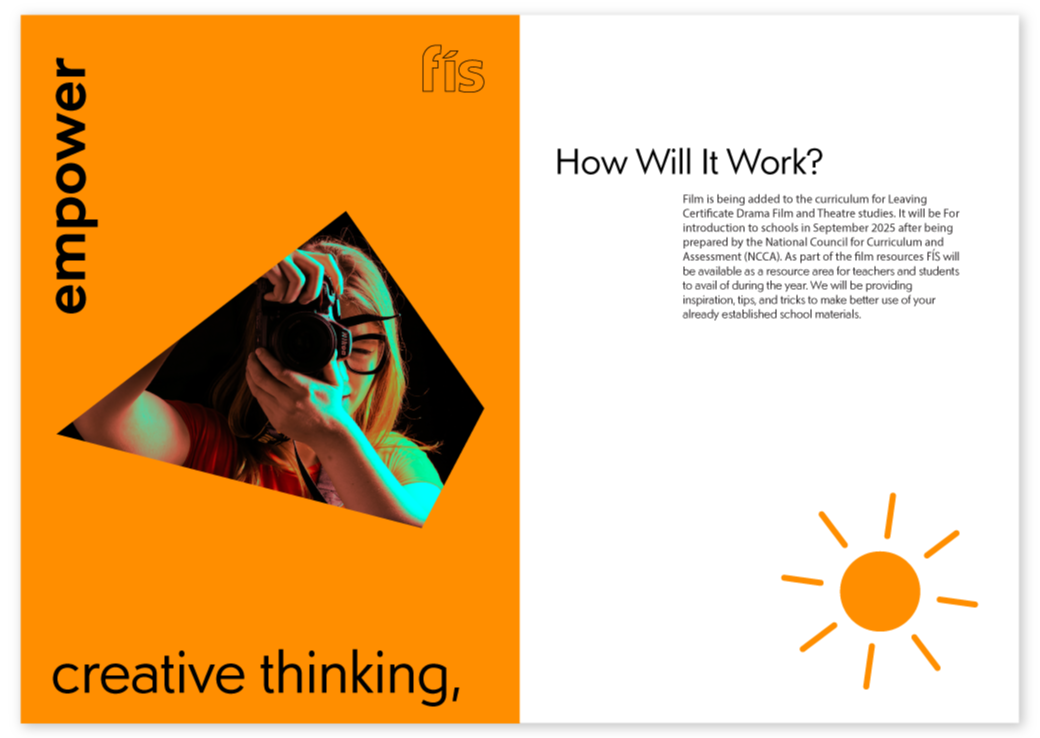 empower
fís
creative thinking,
How Will It Work?
Film is being added to the curriculum for Leaving
Certificate Drama Film and Theatre studies. It will be For
introduction to schools in September 2025 after being
prepared by the National Council for Curriculum and
Assessment (NCCA). As part of the film resources FÍS will
be available as a resource area for teachers and students
to avail of during the year. We will be providing
inspiration, tips, and tricks to make better use of your
already established school materials.
Nikon